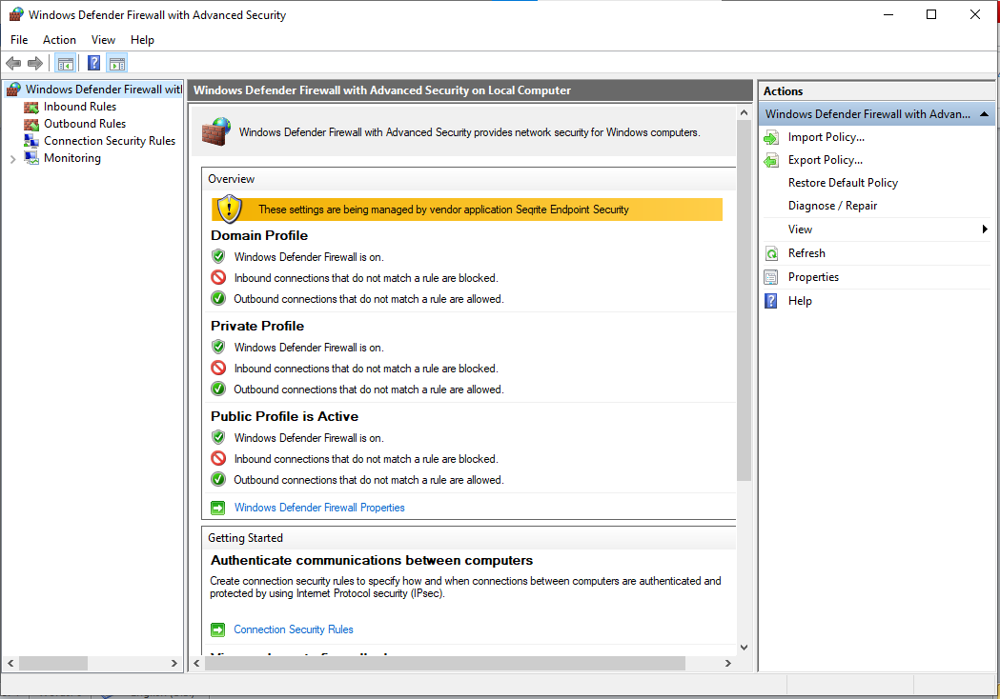 Windows Defender Firewall with Advanced Security
File Action View Help
Windows Defender Firewall wit
Inbound Rules
Outbound Rules
Connection Security Rules
Monitoring
Windows Defender Firewall with Advanced Security on Local Computer
Windows Defender Firewall with Advanced Security provides network security for Windows computers.
Overview
These settings are being managed by vendor application Seqrite Endpoint Security
Domain Profile
Windows Defender Firewall is on.
Inbound connections that do not match a rule are blocked.
Outbound connections that do not match a rule are allowed.
Private Profile
Windows Defender Firewall is on.
Inbound connections that do not match a rule are blocked.
Outbound connections that do not match a rule are allowed.
Public Profile is Active
Windows Defender Firewall is on.
Inbound connections that do not match a rule are blocked.
Outbound connections that do not match a rule are allowed.
Windows Defender Firewall Properties
Getting Started
Authenticate communications between computers
Create connection security rules to specify how and when connections between computers are authenticated and
protected by using Internet Protocol security (IPsec).
Connection Security Rules
Actions
Windows Defender Firewall with Advan...
Import Policy...
Export Policy...
Restore Default Policy
Diagnose / Repair
View
Refresh
Properties
Help